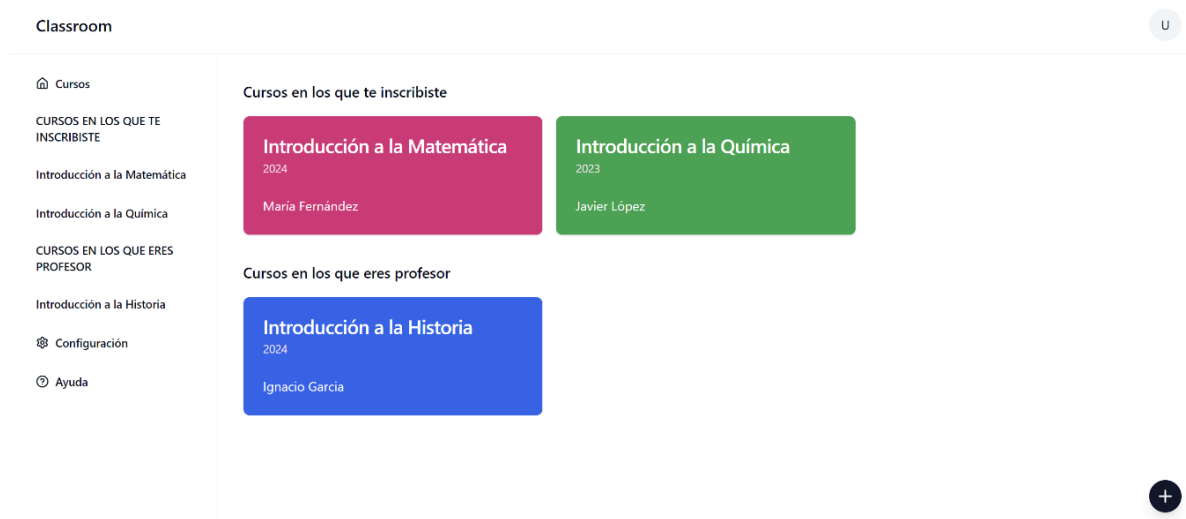 Classroom
U
Cursos
CURSOS EN LOS QUE TE
INSCRIBISTE
Introducción a la Matemática
Introducción a la Química
CURSOS EN LOS QUE ERES
PROFESOR
Introducción a la Historia
Configuración
Ayuda
Cursos en los que te inscribiste
Introducción a la Matemática
2024
María Fernández
Introducción a la Química
2023
Javier López
Cursos en los que eres profesor
Introducción a la Historia
2024
Ignacio Garcia